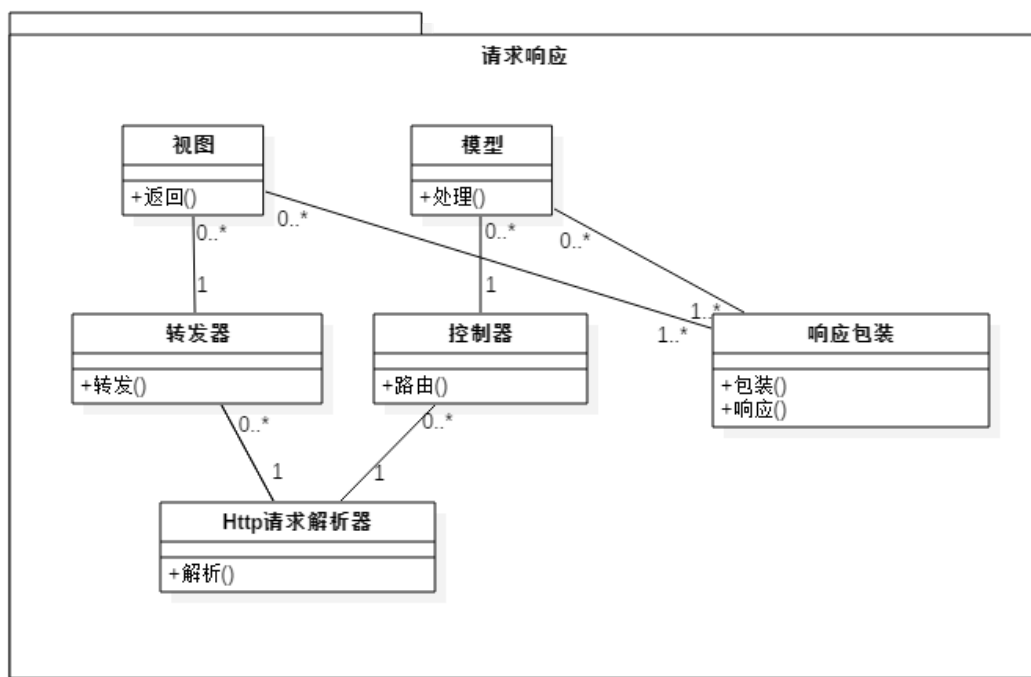 请求响应
视图
模型
+返回()
+处理()
0..*
0..*
0..*
0..*
1
1
1..*
1..*
转发器
控制器
响应包装
+转发()
+路由()
+包装()
+响应()
0..*
0..*
1
1
Http请求解析器
+解析()